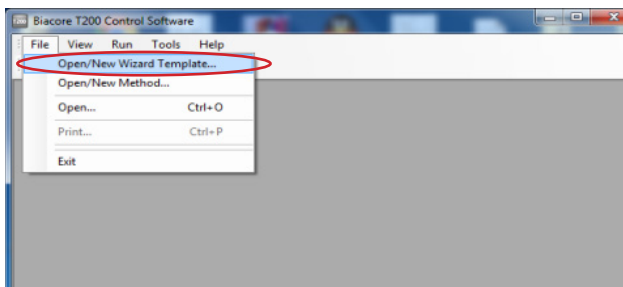 Biacore T200 Control Software
File View Run Tools Help
Open/New Wizard Template...
Open/New Method...
Open... Ctrl+O
Print... Ctrl+P
Exit